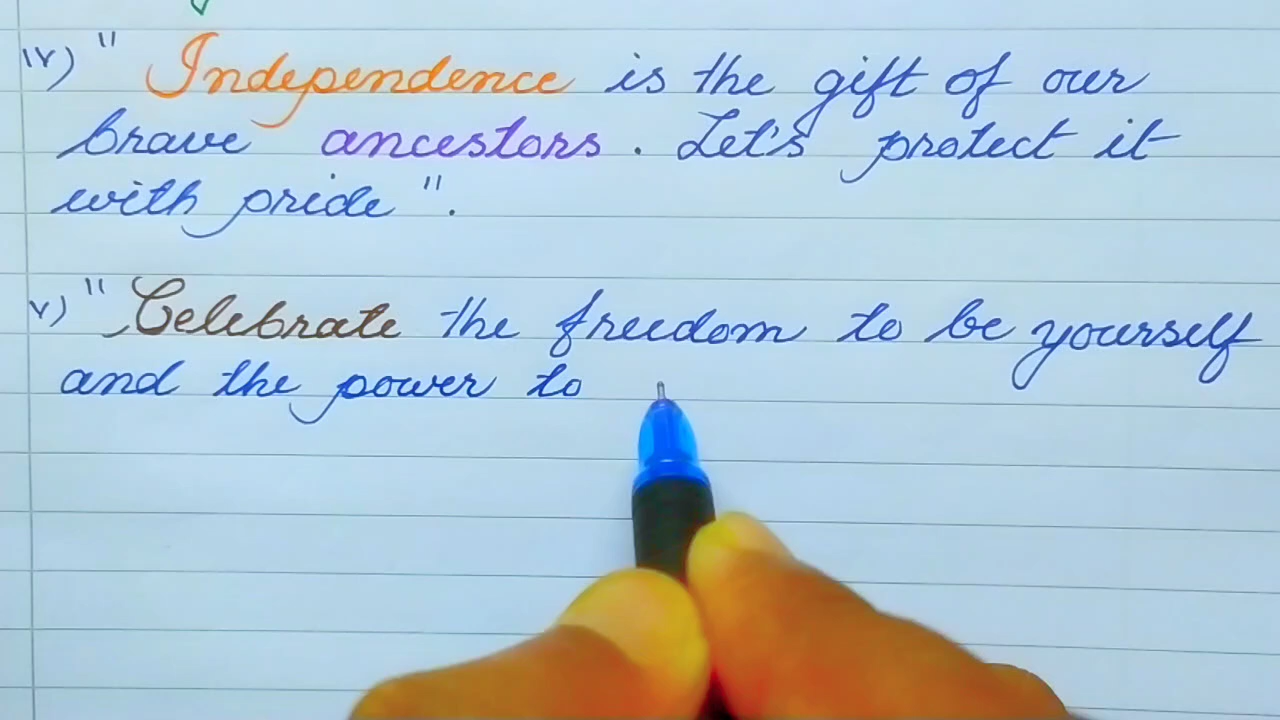 iv) " Independence is the gift of our
brave ancestors . Let's protect it
with pride ".
v) " Celebrate the freedom to be yourself
and the power to